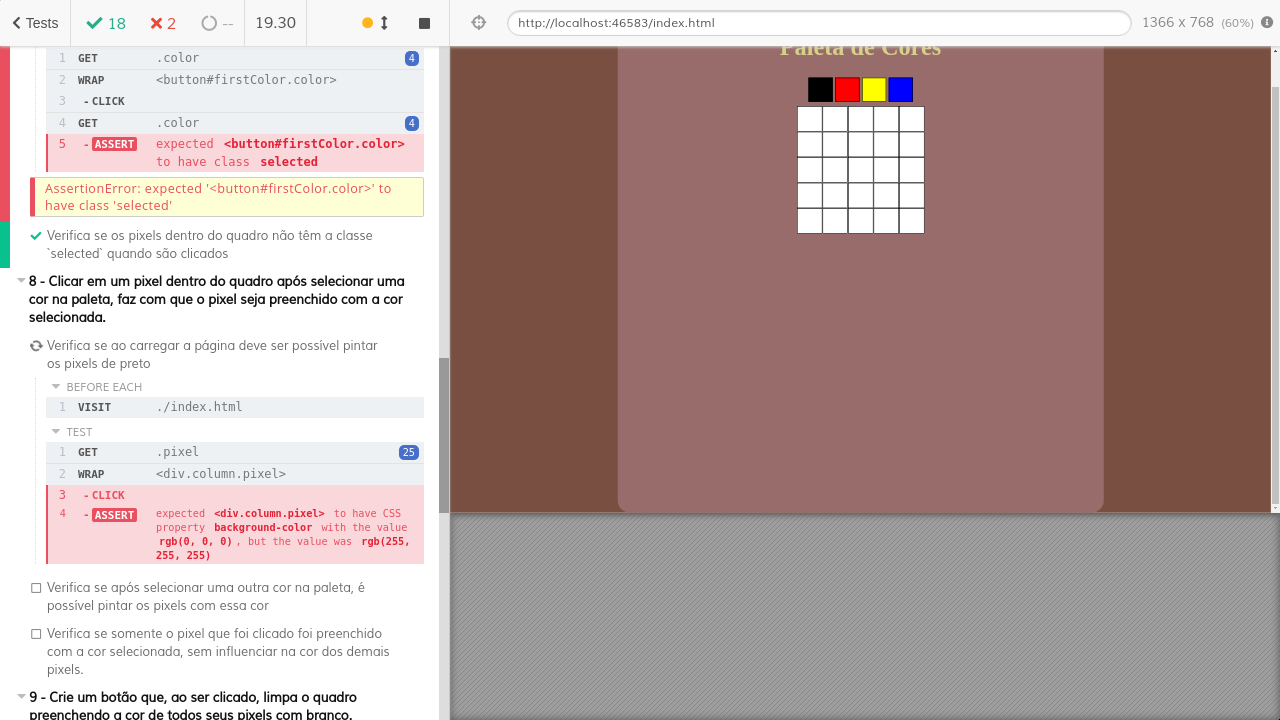 Tests 18 2 -- 19.30 http://localhost:46583/index.html 1366 x 768 (60%)
1 GET .color 4
2 WRAP <button#firstColor.color>
3 - CLICK
4 GET .color 4
5 - ASSERT expected <button#firstColor.color>
to have class selected
AssertionError: expected '<button#firstColor.color>' to
have class 'selected'
Verifica se os pixels dentro do quadro não têm a classe
`selected` quando são clicados
8 - Clicar em um pixel dentro do quadro após selecionar uma
cor na paleta, faz com que o pixel seja preenchido com a cor
selecionada.
Verifica se ao carregar a página deve ser possível pintar
os pixels de preto
BEFORE EACH
1 VISIT ./index.html
TEST
1 GET .pixel 25
2 WRAP <div.column.pixel>
3 - CLICK
4 - ASSERT expected <div.column.pixel> to have CSS
property background-color with the value
rgb(0, 0, 0) , but the value was rgb(255,
255, 255)
Verifica se após selecionar uma outra cor na paleta, é
possível pintar os pixels com essa cor
Verifica se somente o pixel que foi clicado foi preenchido
com a cor selecionada, sem influenciar na cor dos demais
pixels.
9 - Crie um botão que, ao ser clicado, limpa o quadro
preenchendo a cor de todos seus pixels com branco.
Paleta de Cores